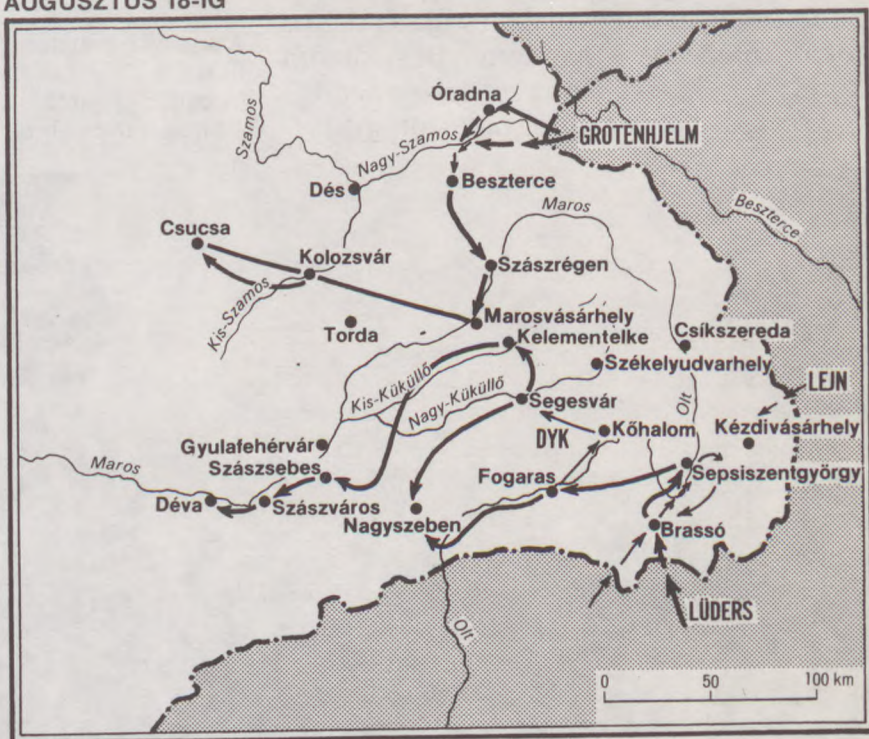 AUGUSZTUS 18-IG
Óradna
GROTENHJELM
Szamos
Nagy-Szamos
Dés
Beszterce
Beszterce
Maros
Csucsa
Kolozsvár
Szászrégen
Kis-Szamos
Torda
Marosvásárhely
Kelementelke
Csíkszereda
Székelyudvarhely
LEJN
Kis-Küküllő
Nagy-Küküllő
Segesvár
Olt
DYK
Kőhalom
Kézdivásárhely
Gyulafehérvár
Szászsebes
Maros
Fogaras
Sepsiszentgyörgy
Déva
Szászváros
Nagyszeben
Brassó
LÜDERS
Olt
0 50 100 km